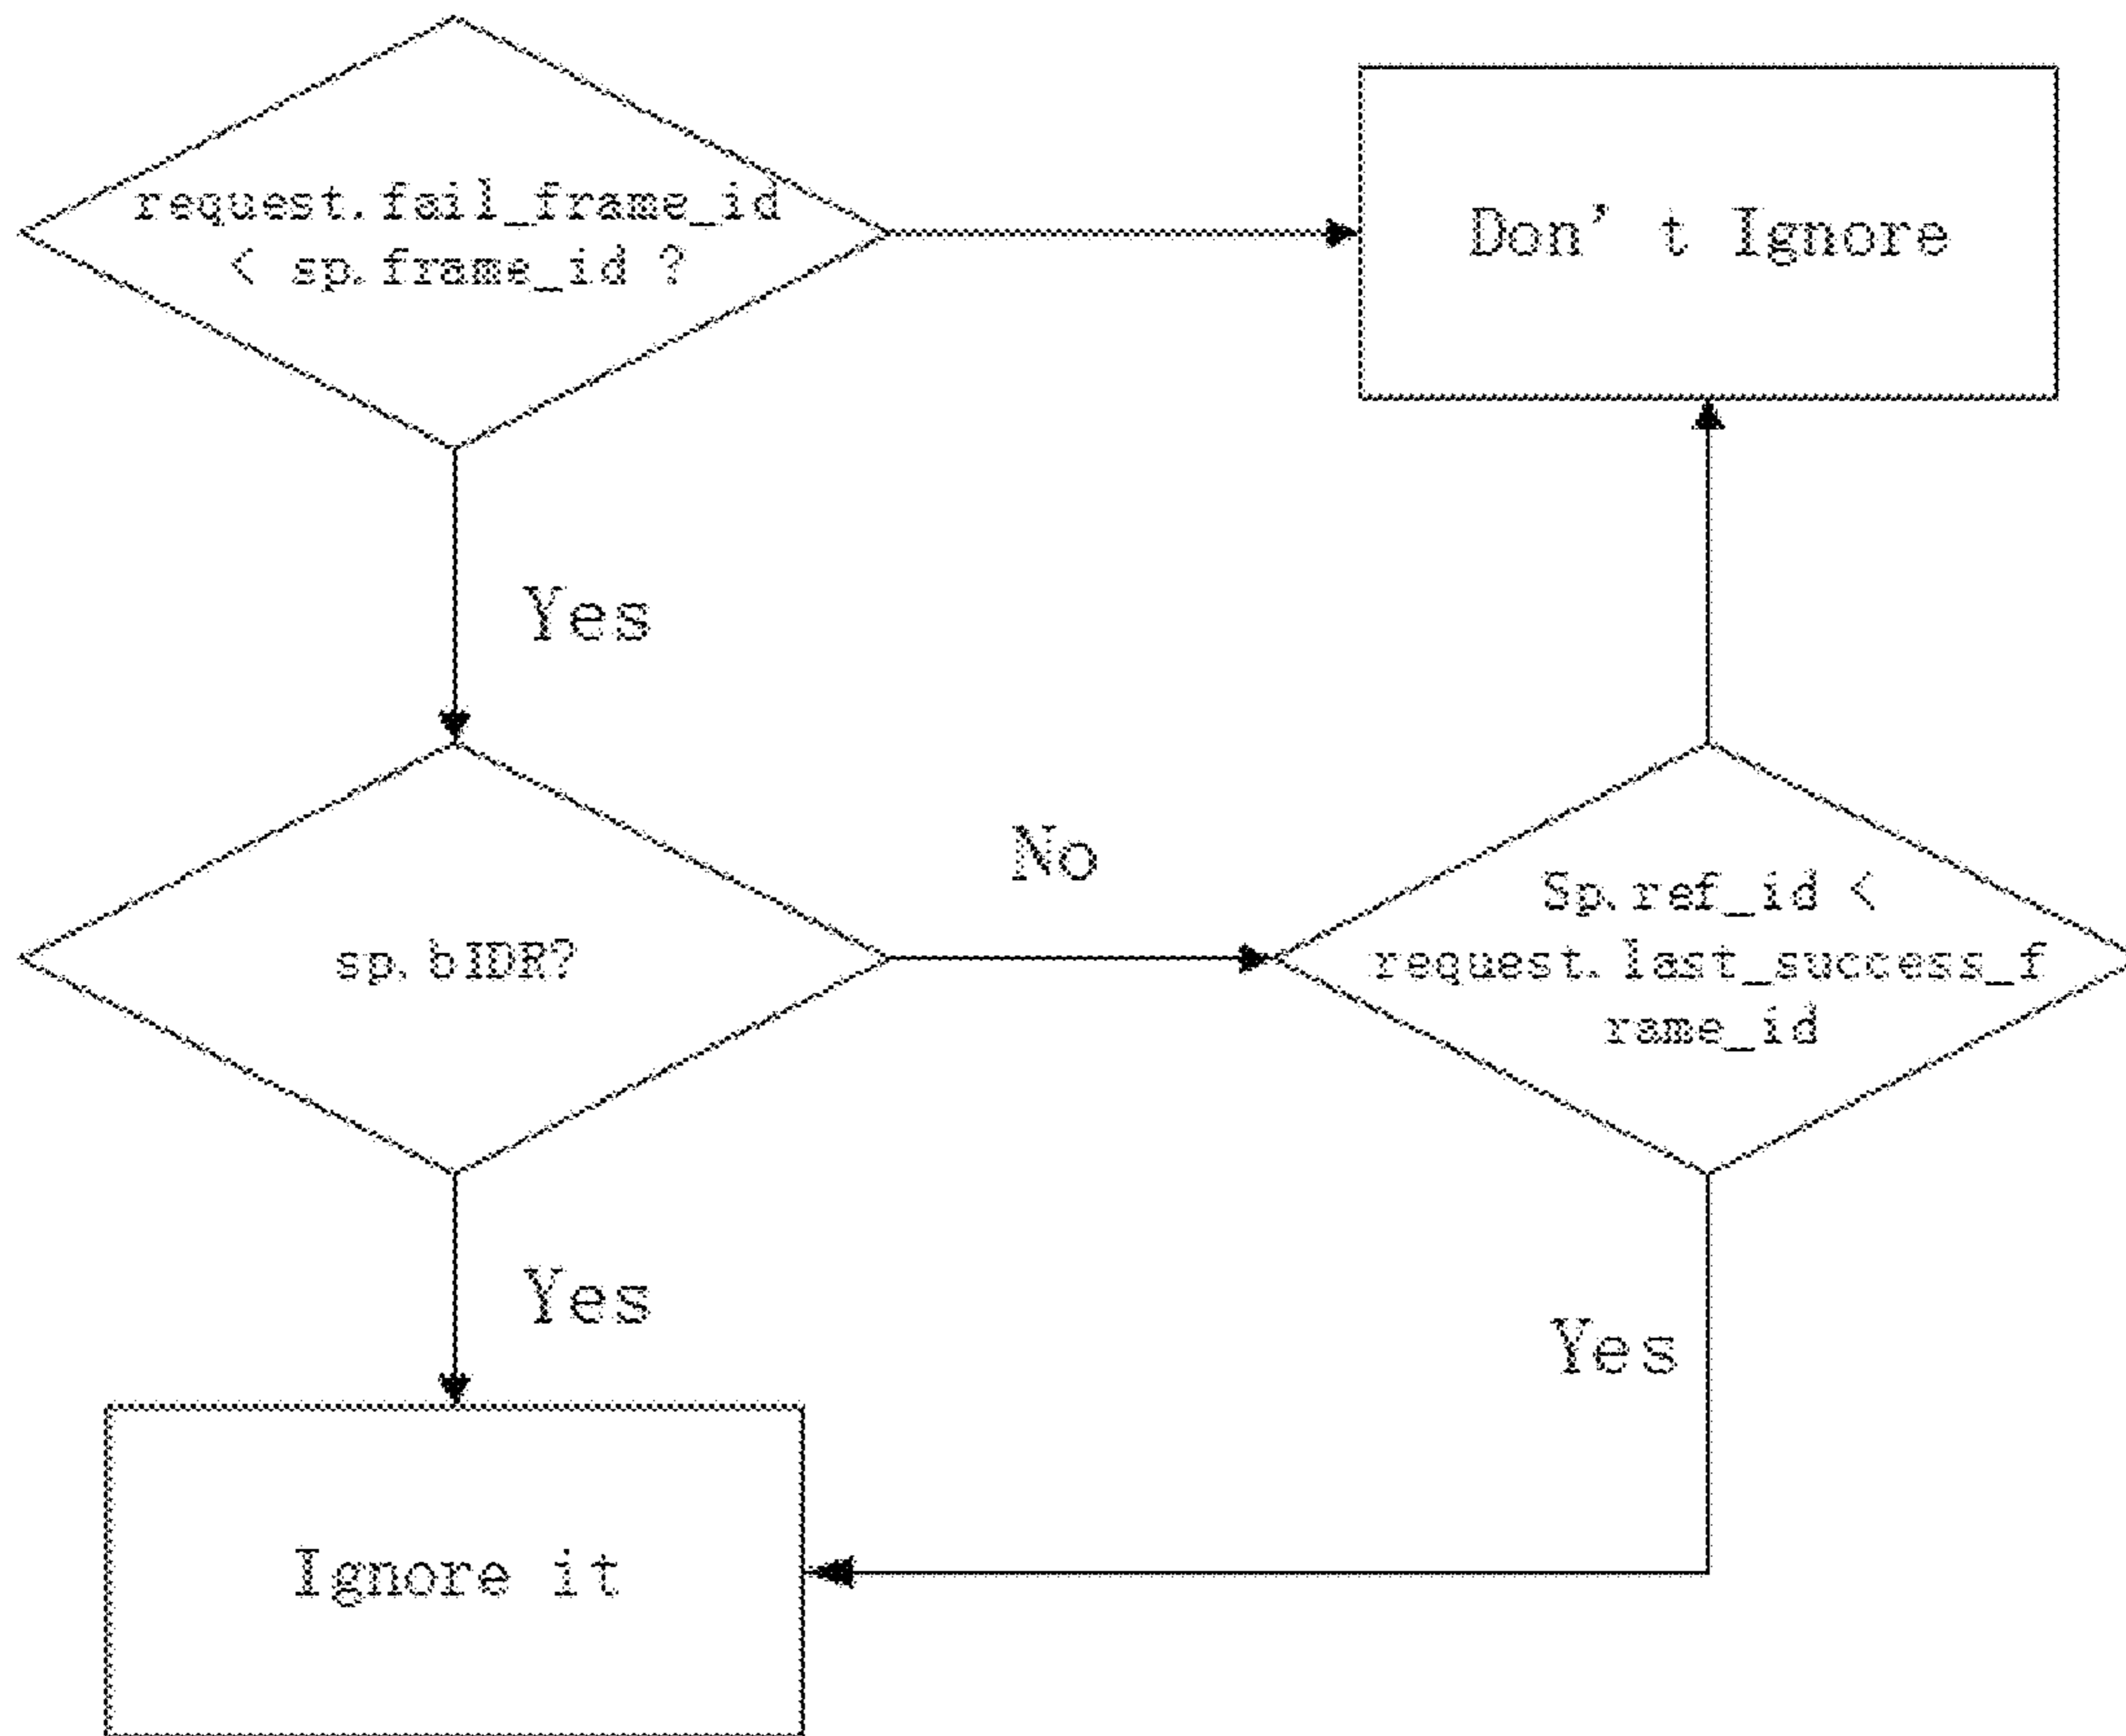 request.fail_frame_id
< sp.frame_id ?
Don't Ignore
Yes
No
sp.bIDR?
Sp.ref_id <
request.last_success_f
rame_id
Yes
Yes
Ignore it